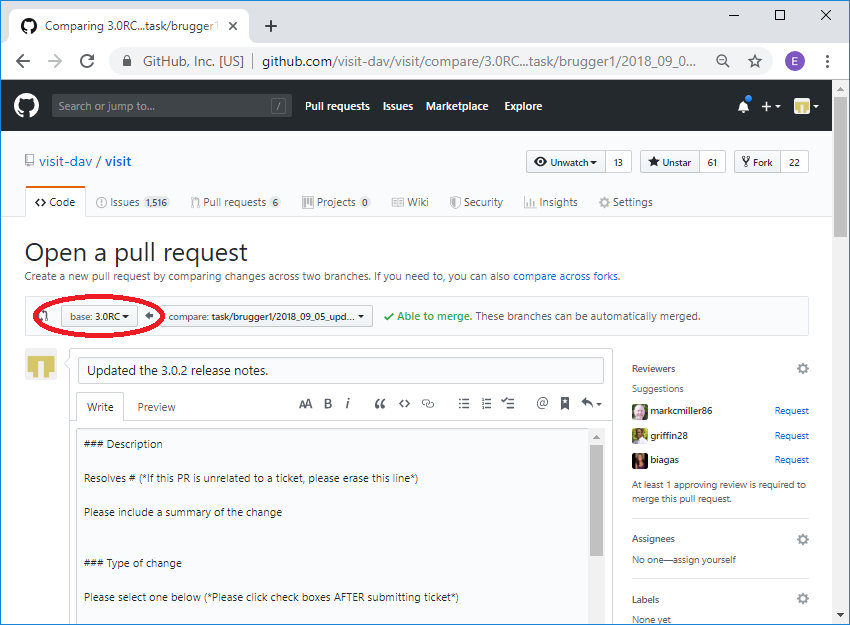 Comparing 3.0RC...task/brugger1
GitHub, Inc. [US] github.com/visit-dav/visit/compare/3.0RC...task/brugger1/2018_09_0... E
Search or jump to... / Pull requests Issues Marketplace Explore
visit-dav / visit
Unwatch 13 Unstar 61 Fork 22
Code Issues 1,516 Pull requests 6 Projects 0 Wiki Security Insights Settings
Open a pull request
Create a new pull request by comparing changes across two branches. If you need to, you can also compare across forks.
base: 3.0RC compare: task/brugger1/2018_09_05_upd... Able to merge. These branches can be automatically merged.
Updated the 3.0.2 release notes.
Write Preview AA B i “ <> @
### Description
Resolves # (*If this PR is unrelated to a ticket, please erase this line*)
Please include a summary of the change
### Type of change
Please select one below (*Please click check boxes AFTER submitting ticket*)
Reviewers
Suggestions
markcmiller86 Request
griffin28 Request
biagas Request
At least 1 approving review is required to
merge this pull request.
Assignees
No one—assign yourself
Labels
None yet